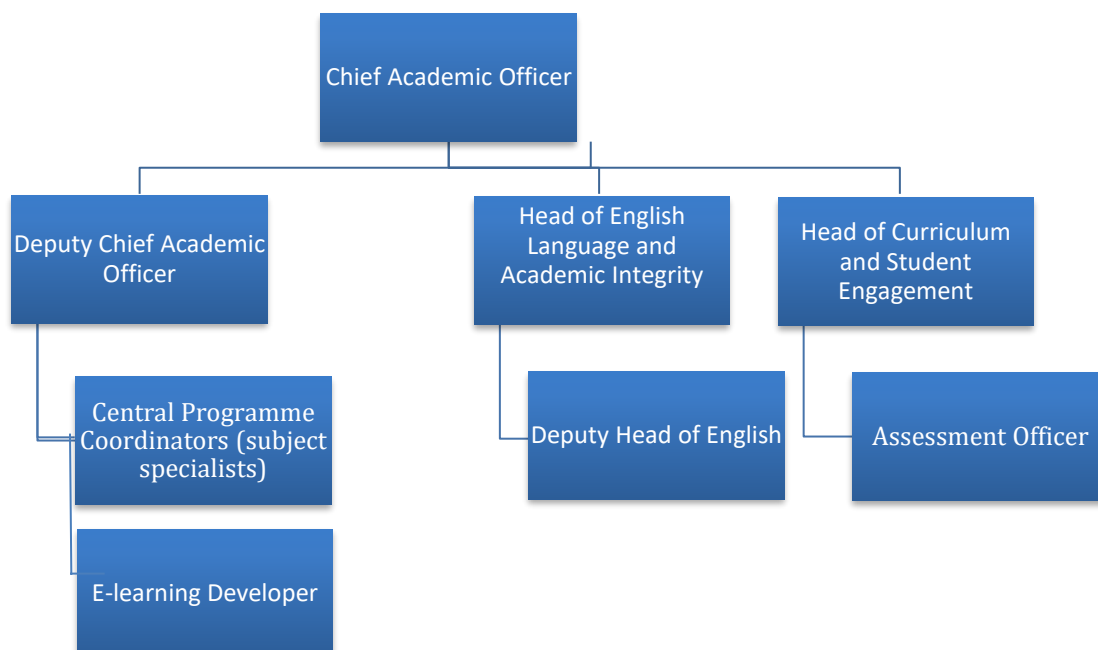 Chief Academic Officer
Deputy Chief Academic
Officer
Head of English
Language and
Academic Integrity
Head of Curriculum
and Student
Engagement
Central Programme
Coordinators (subject
specialists)
Deputy Head of English
Assessment Officer
E-learning Developer